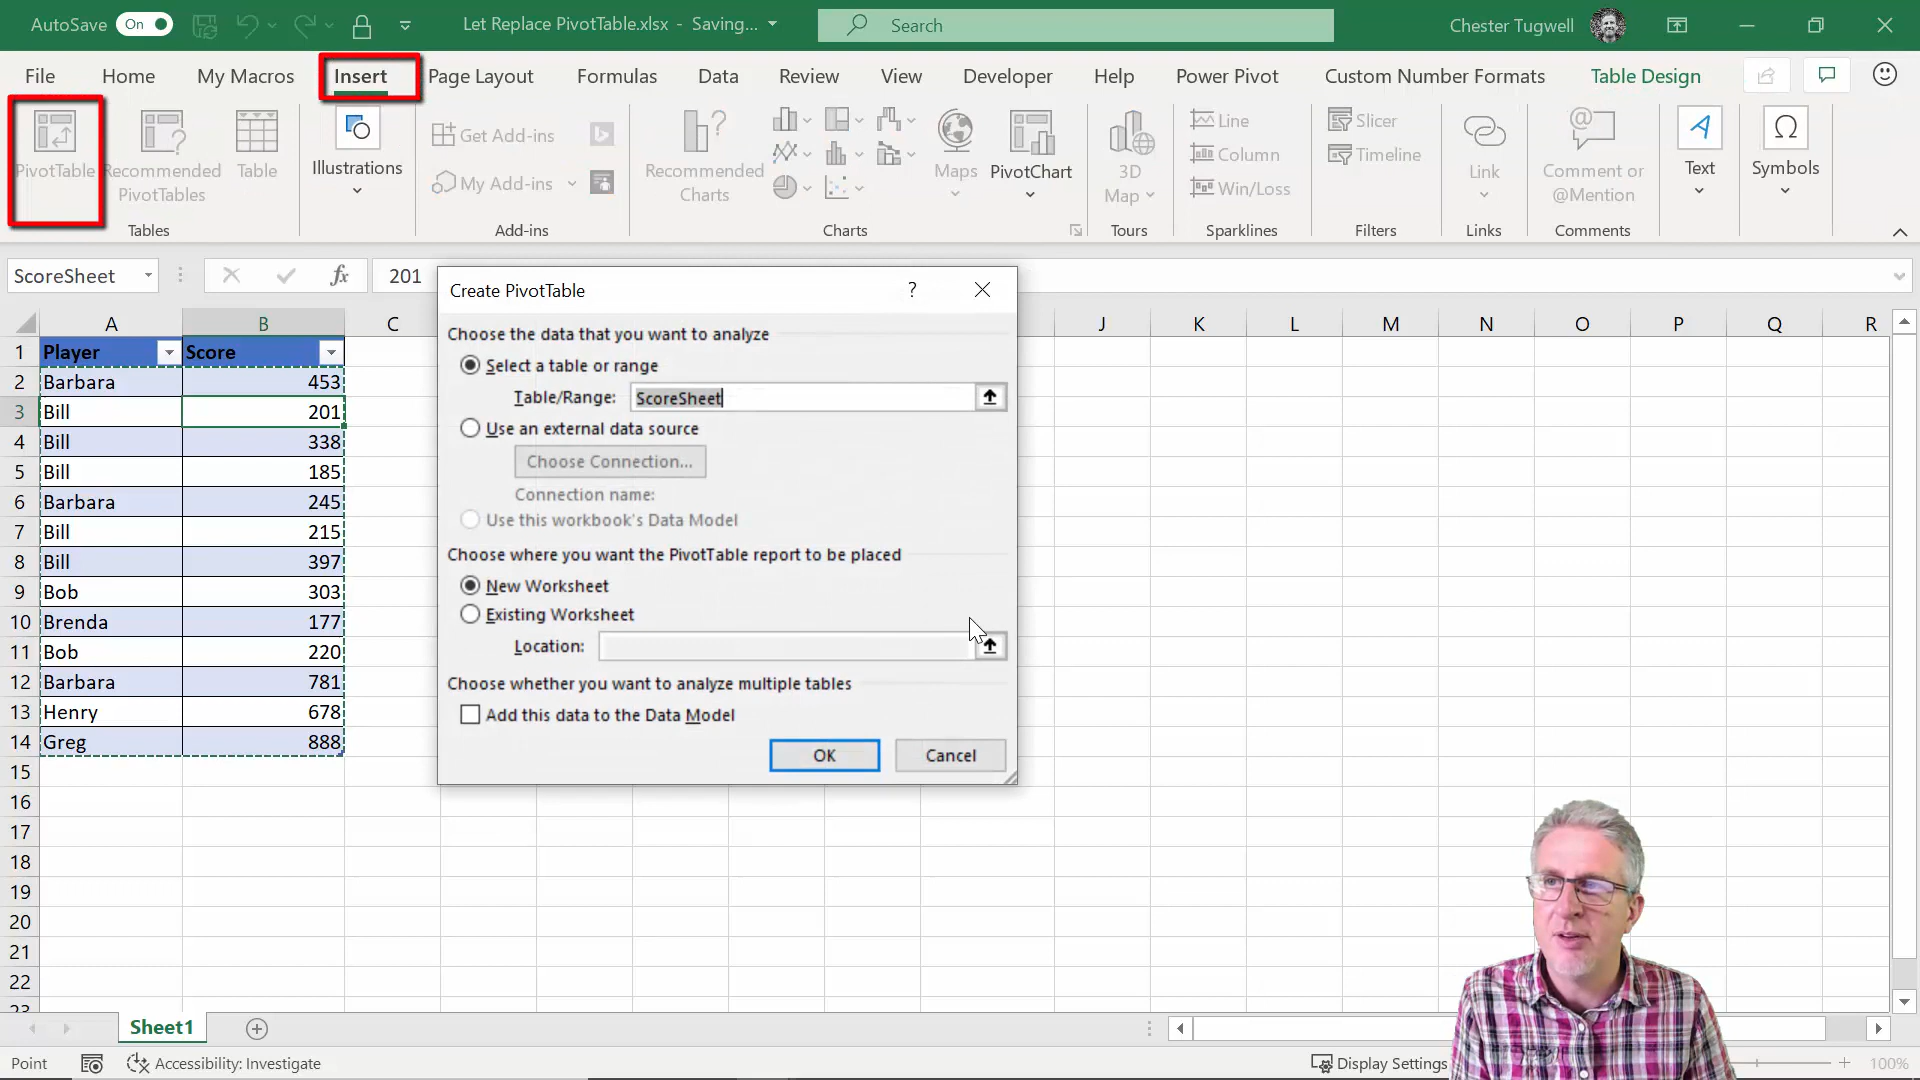 AutoSave On Let Replace PivotTable.xlsx - Saving... Search Chester Tugwell
File Home My Macros Insert Page Layout Formulas Data Review View Developer Help Power Pivot Custom Number Formats Table Design
PivotTable Recommended PivotTables Table
Tables
Illustrations
Get Add-ins
My Add-ins
Add-ins
Recommended Charts
Maps
PivotChart
Charts
3D Map
Tours
Line
Column
Win/Loss
Sparklines
Slicer
Timeline
Filters
Link
Links
Comment or @Mention
Comments
Text
Symbols
ScoreSheet fx 201
A B C J K L M N O P Q R
1 Player Score
2 Barbara 453
3 Bill 201
4 Bill 338
5 Bill 185
6 Barbara 245
7 Bill 215
8 Bill 397
9 Bob 303
10 Brenda 177
11 Bob 220
12 Barbara 781
13 Henry 678
14 Greg 888
15
16
17
18
19
20
21
22
23
Create PivotTable ?
Choose the data that you want to analyze
Select a table or range
Table/Range: ScoreSheet
Use an external data source
Choose Connection...
Connection name:
Use this workbook's Data Model
Choose where you want the PivotTable report to be placed
New Worksheet
Existing Worksheet
Location:
Choose whether you want to analyze multiple tables
Add this data to the Data Model
OK Cancel
Sheet1
Point Accessibility: Investigate Display Settings 100%